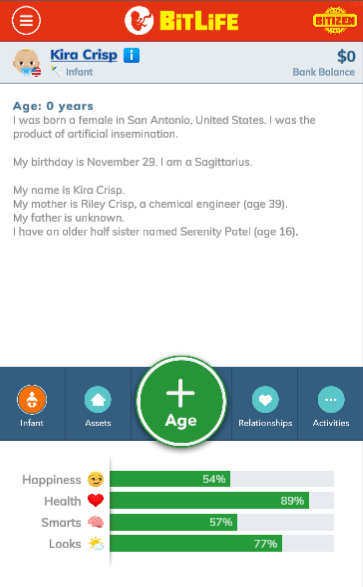 BitLife
BITIZEN
Kira Crisp i
$0
Infant
Bank Balance
Age: 0 years
I was born a female in San Antonio, United States. I was the
product of artificial insemination.
My birthday is November 29. I am a Sagittarius.
My name is Kira Crisp.
My mother is Riley Crisp, a chemical engineer (age 39).
My father is unknown.
I have an older half sister named Serenity Patel (age 16).
Infant
Assets
Age
Relationships
Activities
Happiness 54%
Health 89%
Smarts 57%
Looks 77%